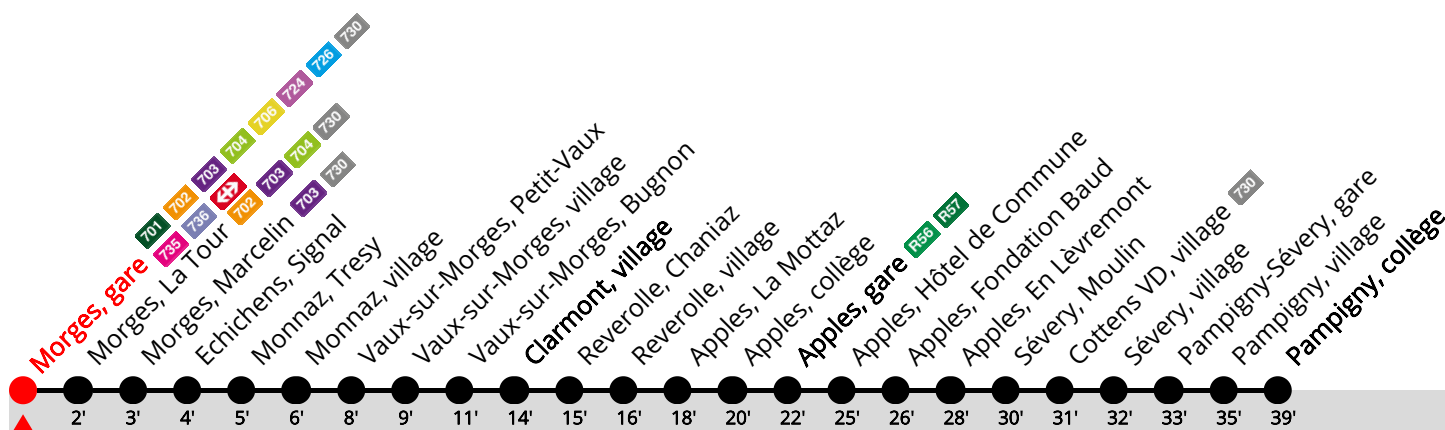 Morges, gare 701 702 703 704 706 724 726 730
735 736
Morges, La Tour 702 703 704 730
Morges, Marcelin 703 730
Echichens, Signal
Monnaz, Tresy
Monnaz, village
Vaux-sur-Morges, Petit-Vaux
Vaux-sur-Morges, village
Vaux-sur-Morges, Bugnon
Clarmont, village
Reverolle, Chaniaz
Reverolle, village
Apples, La Mottaz
Apples, collège
Apples, gare R56 R57
Apples, Hôtel de Commune
Apples, Fondation Baud
Apples, En Lèvremont
Sévery, Moulin
Cottens VD, village 730
Sévery, village
Pampigny-Sévery, gare
Pampigny, village
Pampigny, collège
2' 3' 4' 5' 6' 8' 9' 11' 14' 15' 16' 18' 20' 22' 25' 26' 28' 30' 31' 32' 33' 35' 39'